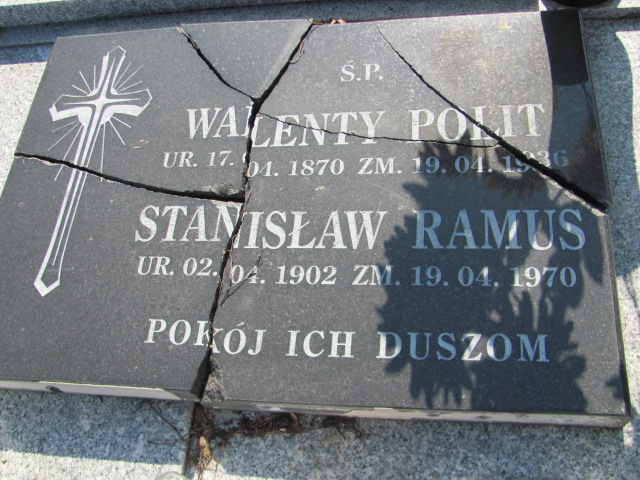 Ś.P.
WALENTY POLIT
UR. 17. 04. 1870 ZM. 19. 04. 1936
STANISŁAW RAMUS
UR. 02. 04. 1902 ZM. 19. 04. 1970
POKÓJ ICH DUSZOM